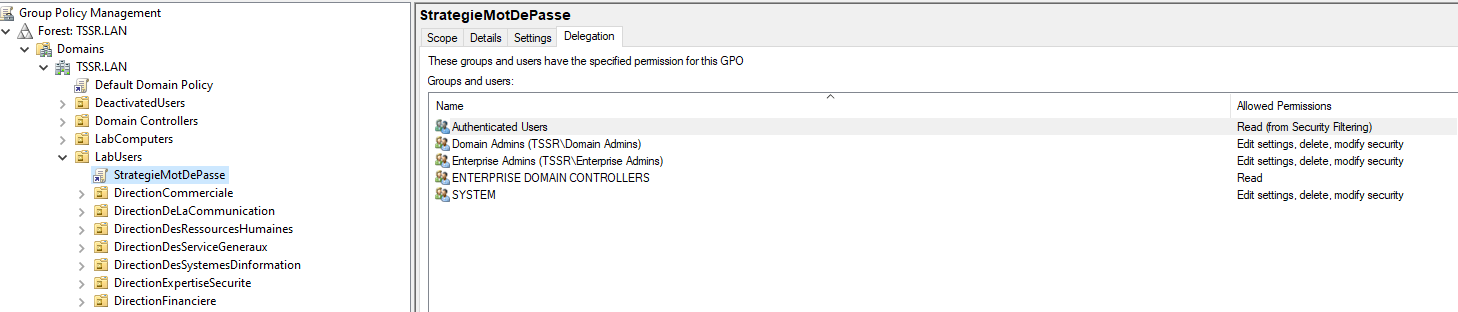 Group Policy Management
Forest: TSSR.LAN
Domains
TSSR.LAN
Default Domain Policy
DeactivatedUsers
Domain Controllers
LabComputers
LabUsers
StrategieMotDePasse
DirectionCommerciale
DirectionDeLaCommunication
DirectionDesRessourcesHumaines
DirectionDesServiceGeneraux
DirectionDesSystemesDinformation
DirectionExpertiseSecurite
DirectionFinanciere
StrategieMotDePasse
Scope Details Settings Delegation
These groups and users have the specified permission for this GPO
Groups and users:
Name Allowed Permissions
Authenticated Users Read (from Security Filtering)
Domain Admins (TSSR\Domain Admins) Edit settings, delete, modify security
Enterprise Admins (TSSR\Enterprise Admins) Edit settings, delete, modify security
ENTERPRISE DOMAIN CONTROLLERS Read
SYSTEM Edit settings, delete, modify security